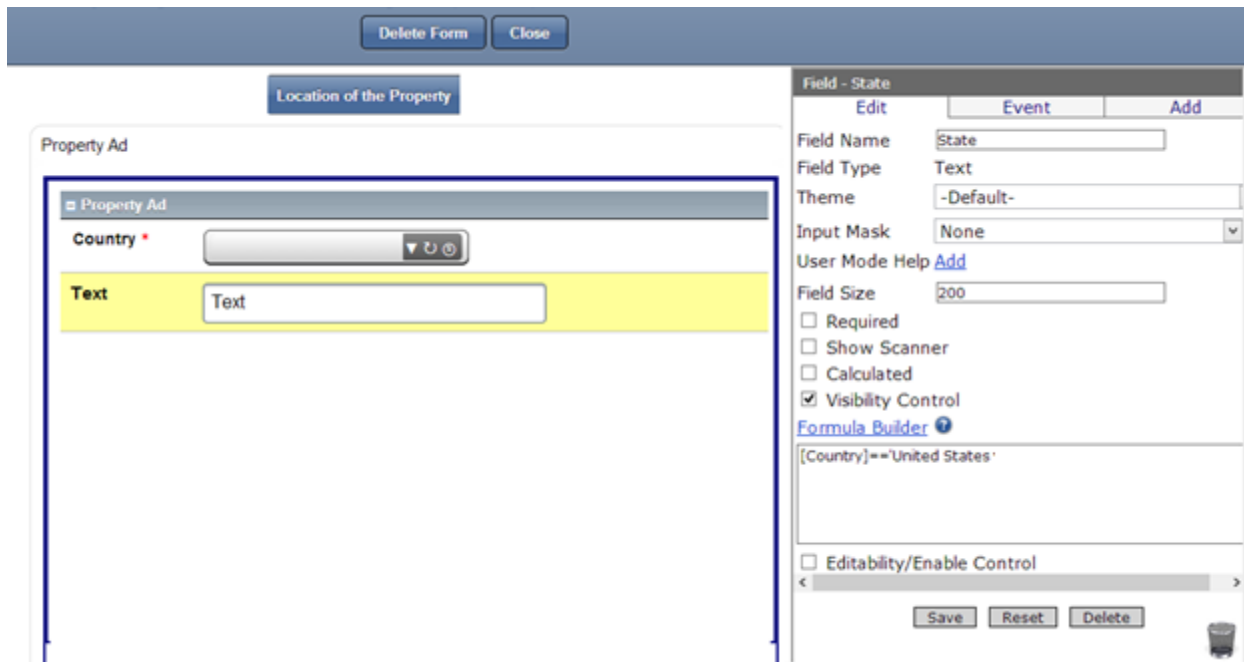 Delete Form Close
Location of the Property
Property Ad
Property Ad
Country *
Text Text
Field - State
Edit Event Add
Field Name State
Field Type Text
Theme -Default-
Input Mask None
User Mode Help Add
Field Size 200
Required
Show Scanner
Calculated
Visibility Control
Formula Builder ?
[Country]=='United States'
Editability/Enable Control
Save Reset Delete